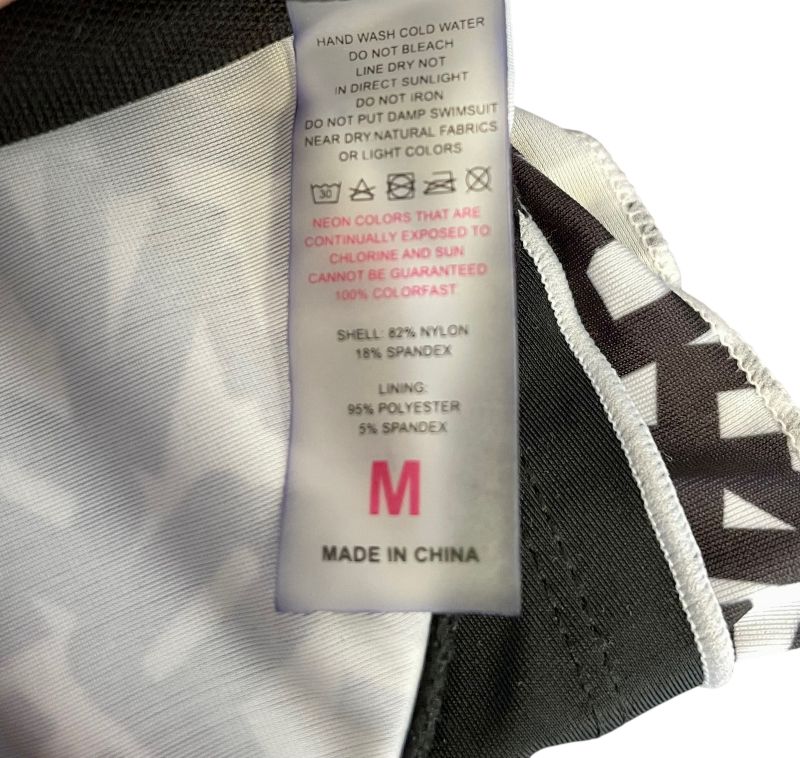 HAND WASH COLD WATER
DO NOT BLEACH
LINE DRY NOT
IN DIRECT SUNLIGHT
DO NOT IRON
DO NOT PUT DAMP SWIMSUIT
NEAR DRY.NATURAL FABRICS
OR LIGHT COLORS
30
NEON COLORS THAT ARE
CONTINUALLY EXPOSED TO
CHLORINE AND SUN
CANNOT BE GUARANTEED
100% COLORFAST
SHELL: 82% NYLON
18% SPANDEX
LINING:
95% POLYESTER
5% SPANDEX
M
MADE IN CHINA